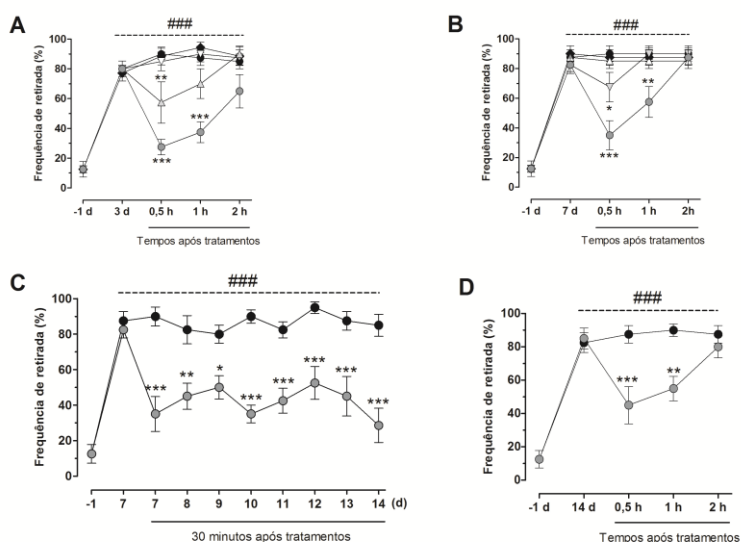 A
###
Frequência de retirada (%)
100
80
60
40
20
0
**
***
***
-1 d 3 d 0,5 h 1 h 2 h
Tempos após tratamentos
B
###
Frequência de retirada (%)
100
80
60
40
20
0
**
*
***
-1 d 7 d 0,5 h 1 h 2h
Tempos após tratamentos
C
###
Frequência de retirada (%)
100
80
60
40
20
0
*** ** * *** *** *** *** ***
-1 7 7 8 9 10 11 12 13 14 (d)
30 minutos após tratamentos
D
###
Frequência de retirada (%)
100
80
60
40
20
0
***
**
-1 d 14 d 0,5 h 1 h 2 h
Tempos após tratamentos